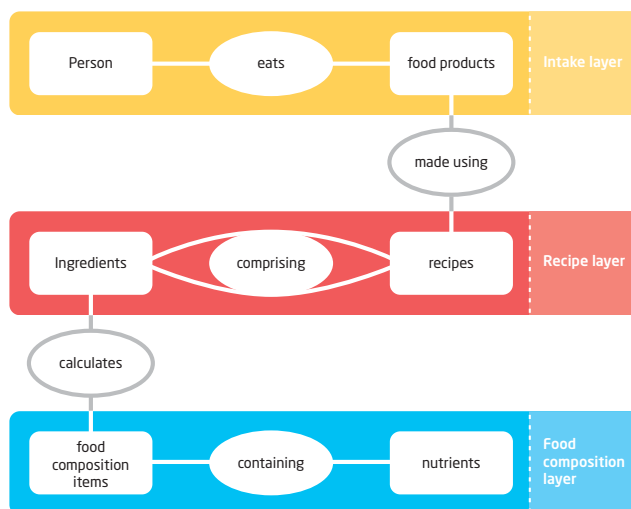 Person
eats
food products
Intake layer
made using
Ingredients
comprising
recipes
Recipe layer
calculates
food
composition
items
containing
nutrients
Food
composition
layer